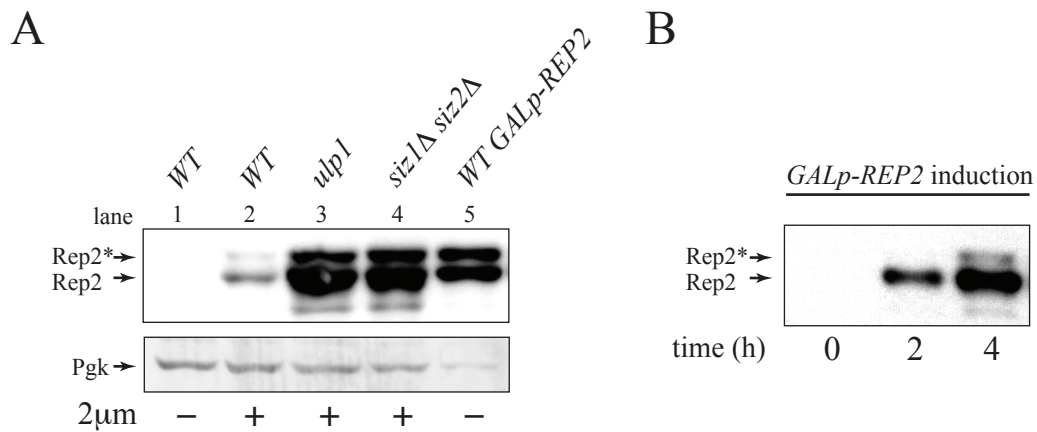 A
B
WT
WT
ulp1
siz1Δ siz2Δ
WT GALp-REP2
lane 1 2 3 4 5
Rep2*
Rep2
Pgk
2μm − + + + −
GALp-REP2 induction
Rep2*
Rep2
time (h) 0 2 4